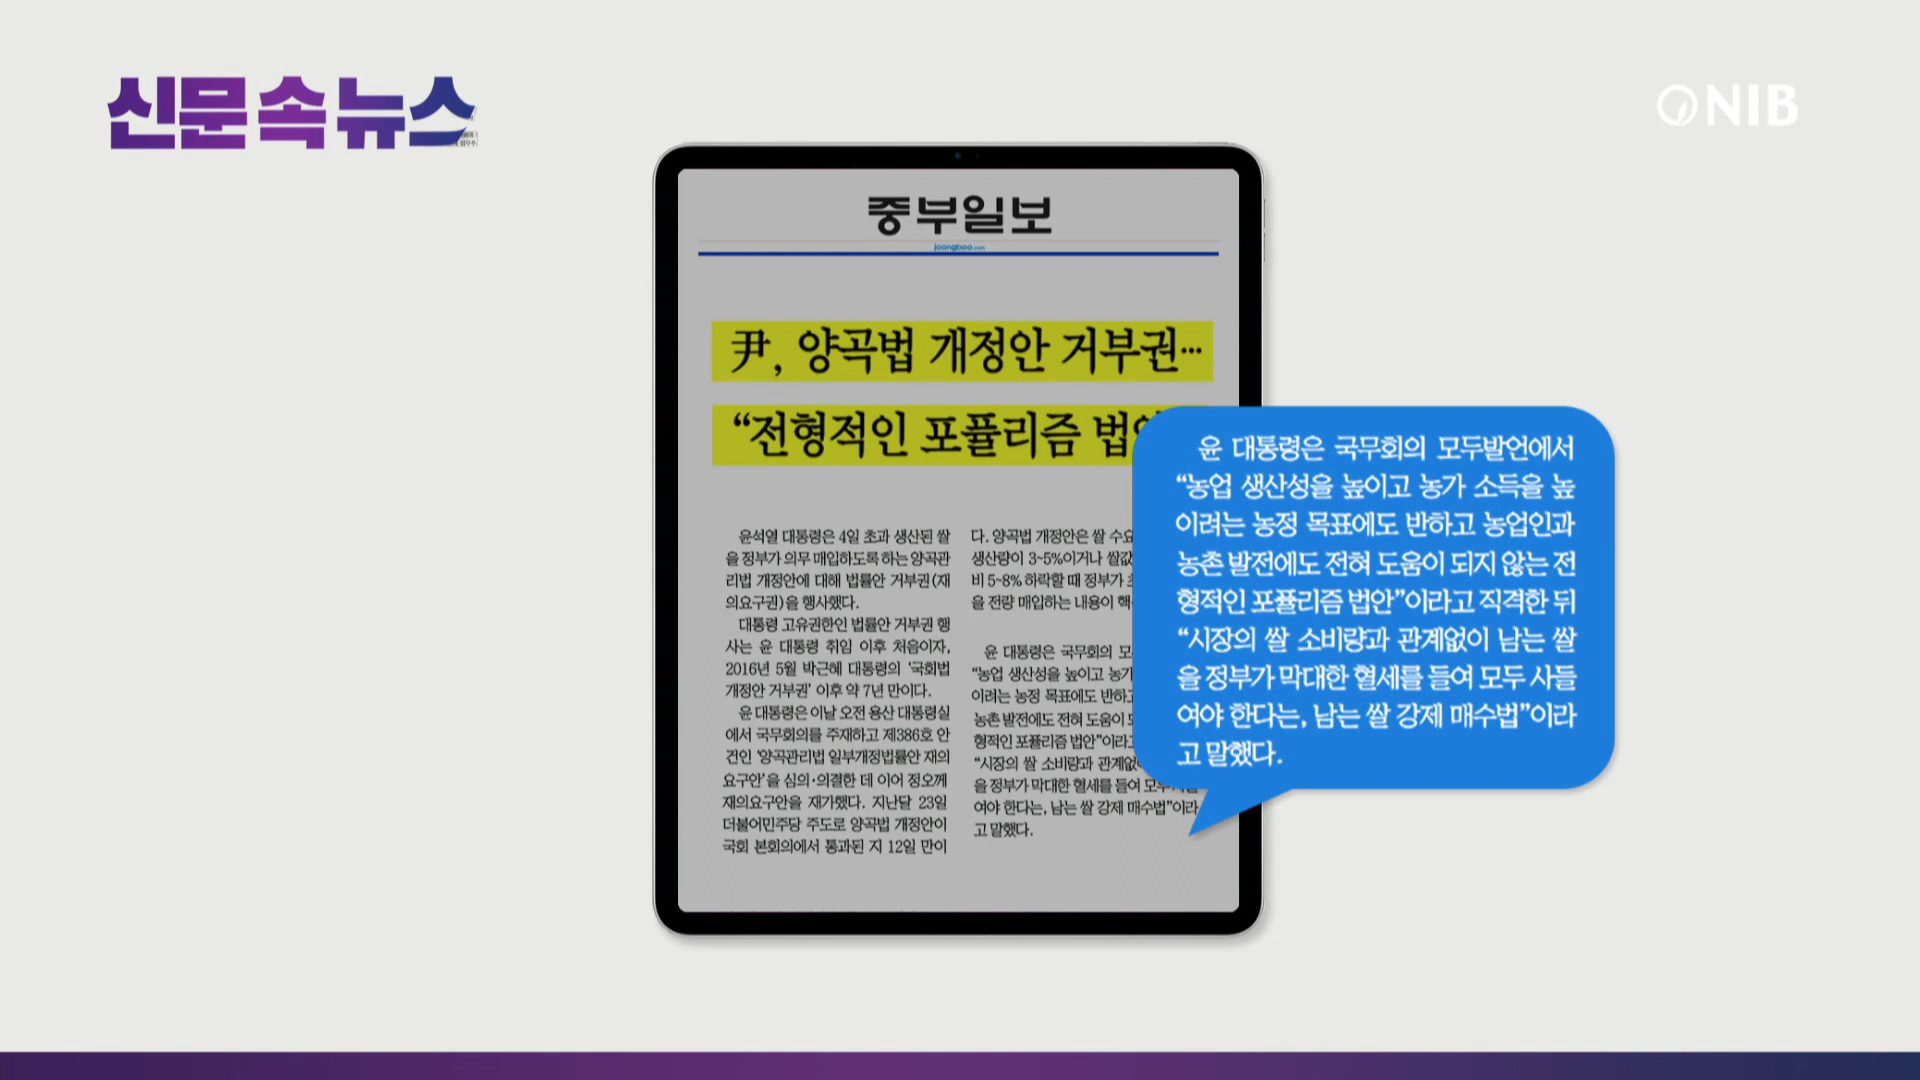 신문 속 뉴스
NIB
중부일보
joongboo.com
尹, 양곡법 개정안 거부권…
“전형적인 포퓰리즘 법안
윤석열 대통령은 4일 초과 생산된 쌀
을 정부가 의무 매입하도록 하는 양곡관
리법 개정안에 대해 법률안 거부권(재
의요구권)을 행사했다.
대통령 고유권한인 법률안 거부권 행
사는 윤 대통령 취임 이후 처음이자,
2016년 5월 박근혜 대통령의 ‘국회법
개정안 거부권’ 이후 약 7년 만이다.
윤 대통령은 이날 오전 용산 대통령실
에서 국무회의를 주재하고 제386호 안
건인 ‘양곡관리법 일부개정법률안 재의
요구안’을 심의·의결한 데 이어 정오께
재의요구안을 재가했다. 지난달 23일
더불어민주당 주도로 양곡법 개정안이
국회 본회의에서 통과된 지 12일 만이
다. 양곡법 개정안은 쌀 수요
생산량이 3~5%이거나 쌀값
비 5~8% 하락할 때 정부가 초
을 전량 매입하는 내용이 핵
윤 대통령은 국무회의 모
“농업 생산성을 높이고 농가
이려는 농정 목표에도 반하고
농촌 발전에도 전혀 도움이 되
형적인 포퓰리즘 법안”이라고
“시장의 쌀 소비량과 관계없
을 정부가 막대한 혈세를 들여 모두 사들
여야 한다는, 남는 쌀 강제 매수법”이라
고 말했다.
윤 대통령은 국무회의 모두발언에서
“농업 생산성을 높이고 농가 소득을 높
이려는 농정 목표에도 반하고 농업인과
농촌 발전에도 전혀 도움이 되지 않는 전
형적인 포퓰리즘 법안”이라고 직격한 뒤
“시장의 쌀 소비량과 관계없이 남는 쌀
을 정부가 막대한 혈세를 들여 모두 사들
여야 한다는, 남는 쌀 강제 매수법”이라
고 말했다.